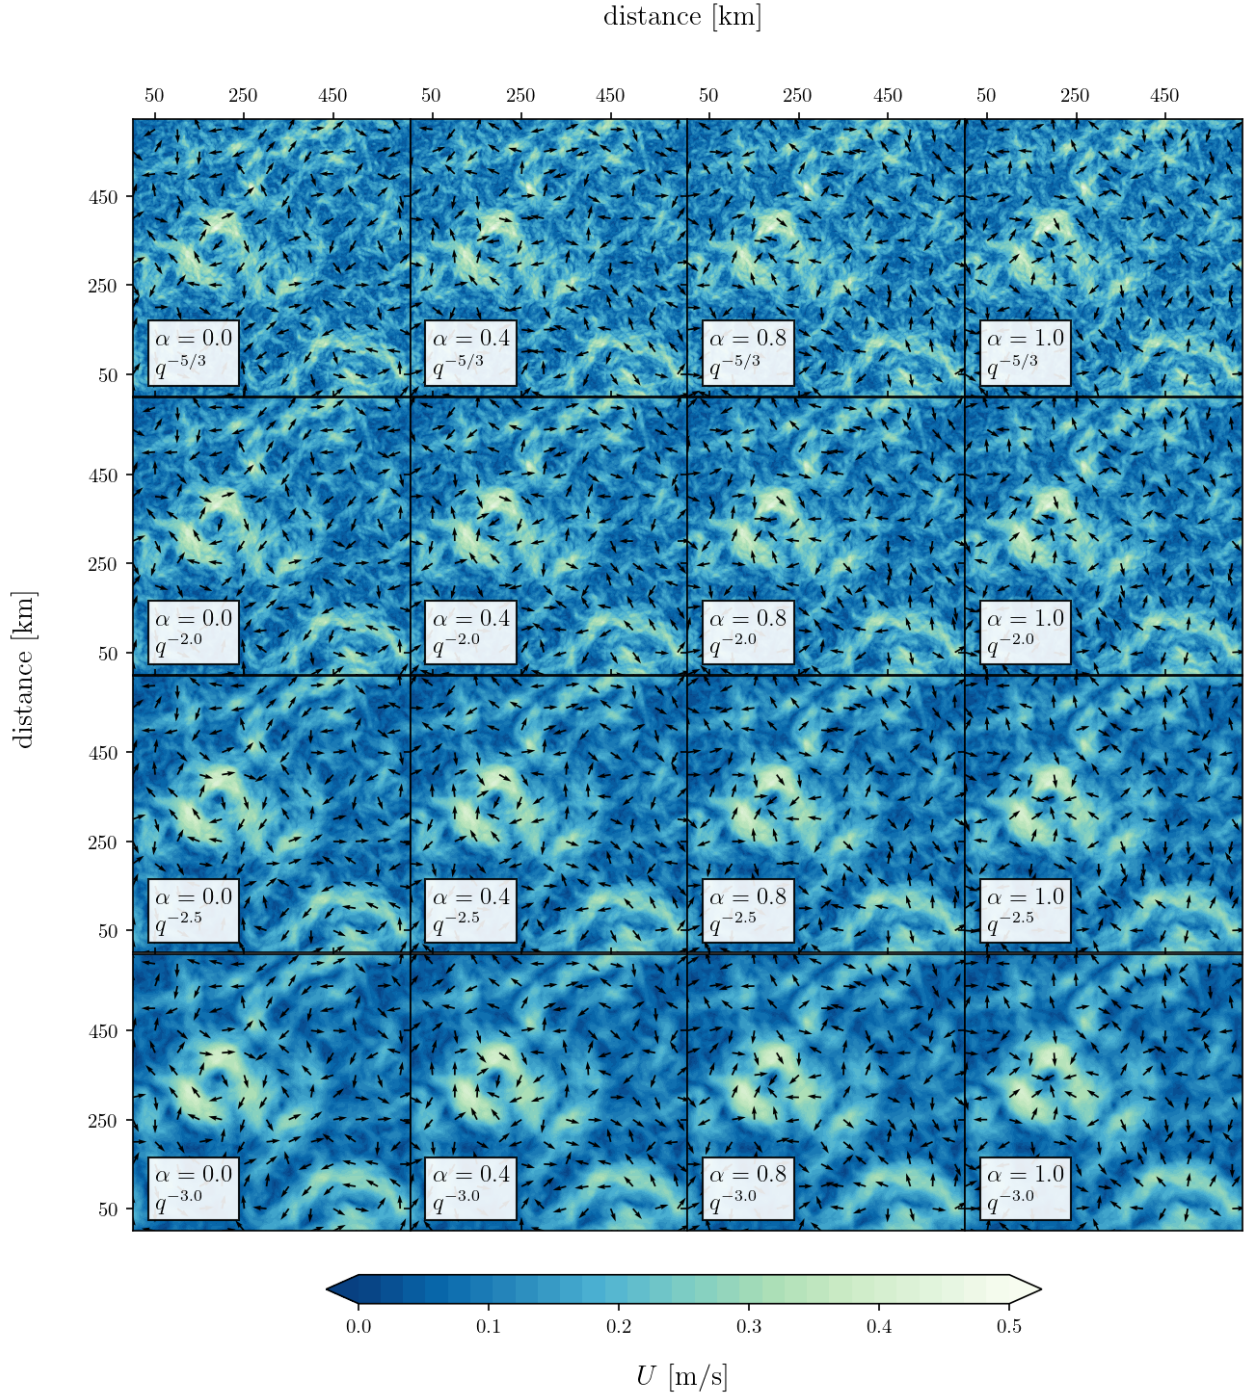 distance [km]
50 250 450 50 250 450 50 250 450 50 250 450
distance [km]
450
250
50
α = 0.0
q^{-5/3}
α = 0.4
q^{-5/3}
α = 0.8
q^{-5/3}
α = 1.0
q^{-5/3}
450
250
50
α = 0.0
q^{-2.0}
α = 0.4
q^{-2.0}
α = 0.8
q^{-2.0}
α = 1.0
q^{-2.0}
450
250
50
α = 0.0
q^{-2.5}
α = 0.4
q^{-2.5}
α = 0.8
q^{-2.5}
α = 1.0
q^{-2.5}
450
250
50
α = 0.0
q^{-3.0}
α = 0.4
q^{-3.0}
α = 0.8
q^{-3.0}
α = 1.0
q^{-3.0}
0.0 0.1 0.2 0.3 0.4 0.5
U [m/s]